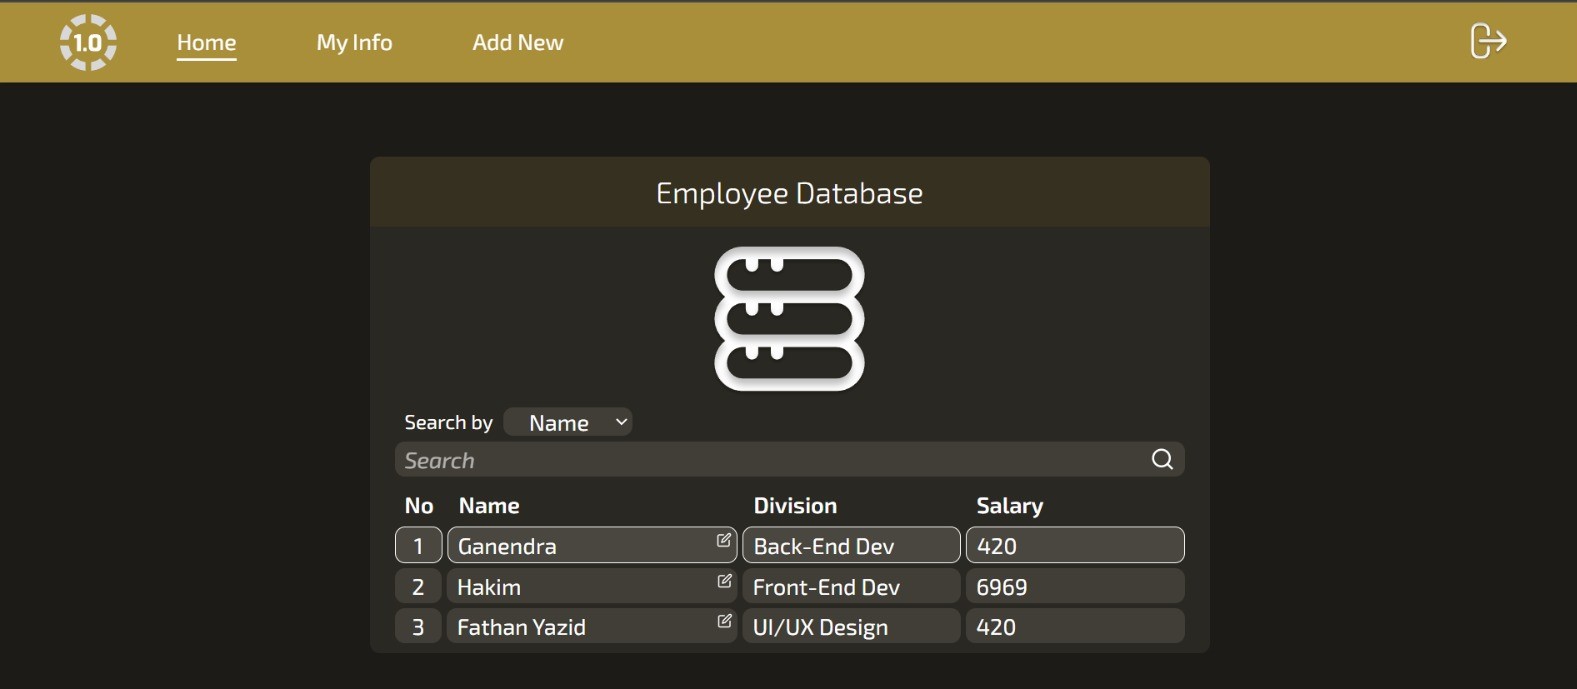 1.0 Home My Info Add New
Employee Database
Search by Name
Search
No Name Division Salary
1 Ganendra Back-End Dev 420
2 Hakim Front-End Dev 6969
3 Fathan Yazid UI/UX Design 420